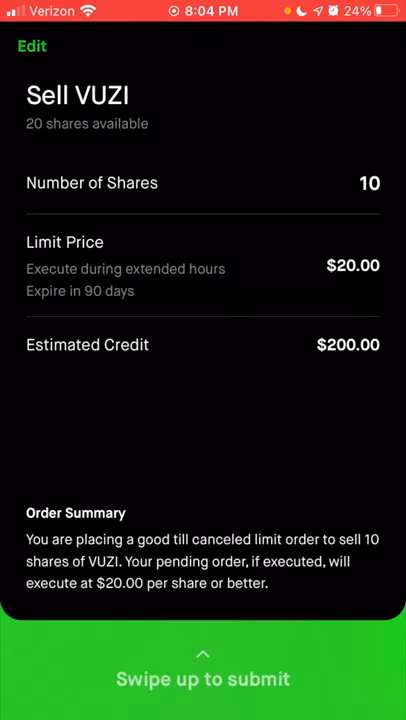 Verizon 8:04 PM 24%
Edit
Sell VUZI
20 shares available
Number of Shares 10
Limit Price
Execute during extended hours $20.00
Expire in 90 days
Estimated Credit $200.00
Order Summary
You are placing a good till canceled limit order to sell 10
shares of VUZI. Your pending order, if executed, will
execute at $20.00 per share or better.
Swipe up to submit